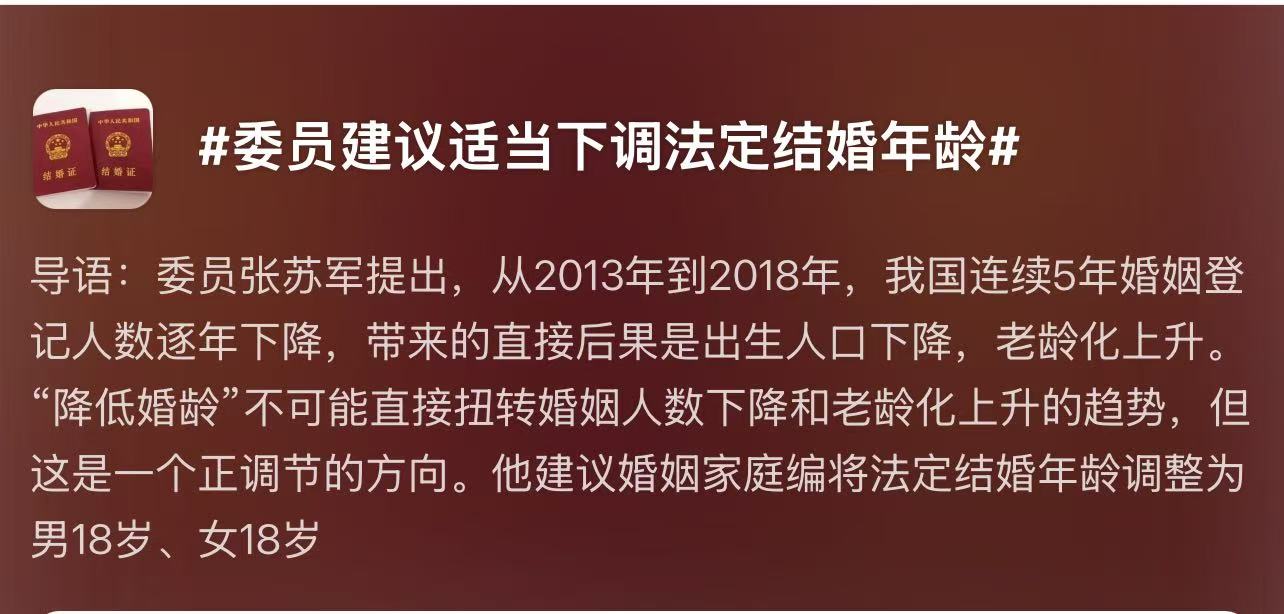 中华人民共和国
结婚证
中华人民共和国
结婚证
#委员建议适当下调法定结婚年龄#
导语：委员张苏军提出，从2013年到2018年，我国连续5年婚姻登
记人数逐年下降，带来的直接后果是出生人口下降，老龄化上升。
“降低婚龄”不可能直接扭转婚姻人数下降和老龄化上升的趋势，但
这是一个正调节的方向。他建议婚姻家庭编将法定结婚年龄调整为
男18岁、女18岁